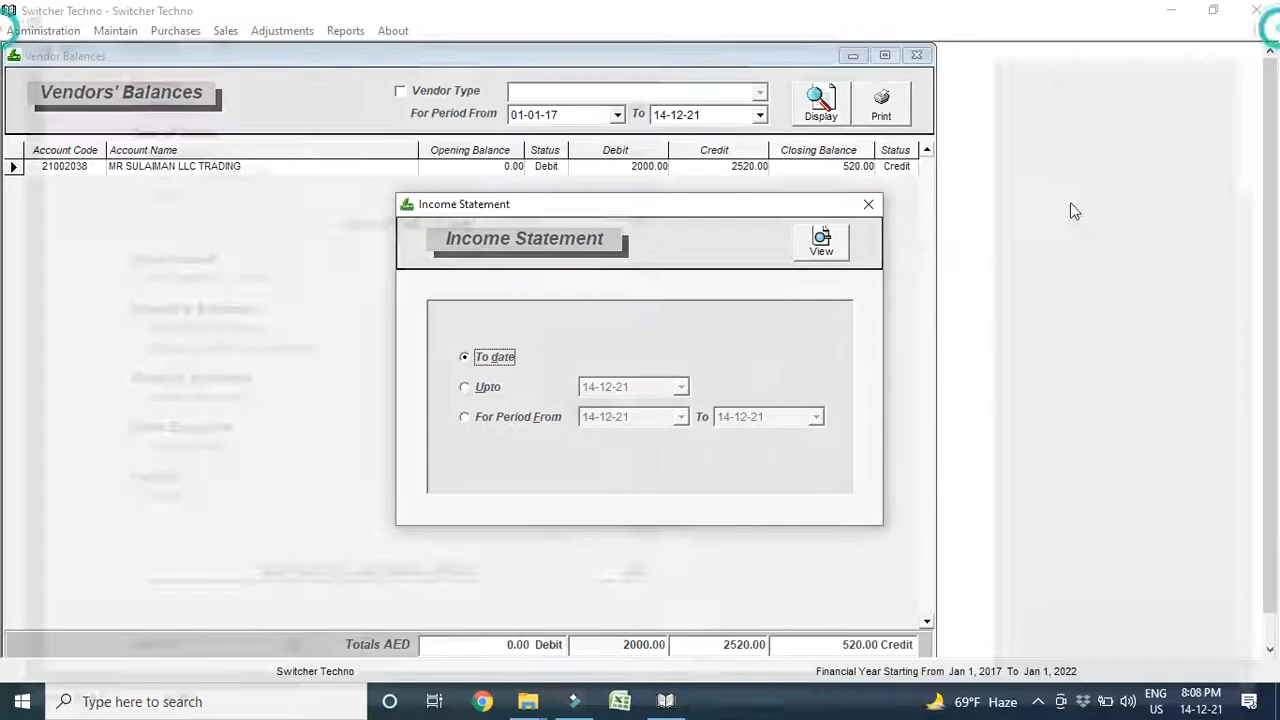 Switcher Techno - Switcher Techno
Administration Maintain Purchases Sales Adjustments Reports About
Vendor Balances
Vendors' Balances
Vendor Type
For Period From 01-01-17 To 14-12-21
Display Print
Account Code Account Name Opening Balance Status Debit Credit Closing Balance Status
21002038 MR SULAIMAN LLC TRADING 0.00 Debit 2000.00 2520.00 520.00 Credit
Income Statement
Income Statement
View
To date
Upto 14-12-21
For Period From 14-12-21 To 14-12-21
Totals AED 0.00 Debit 2000.00 2520.00 520.00 Credit
Switcher Techno Financial Year Starting From Jan 1, 2017 To Jan 1, 2022
Type here to search
69°F Haze
ENG
US
8:08 PM
14-12-21